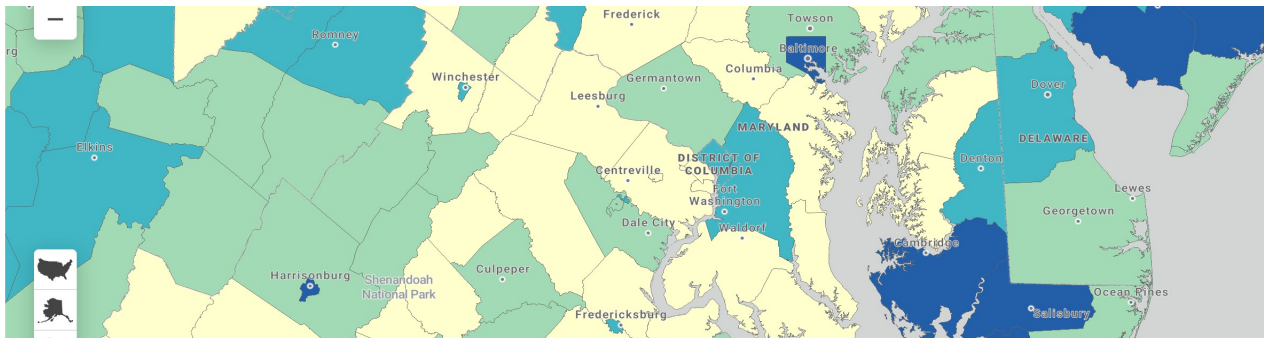 Frederick
Towson
Romney
Baltimore
rg
Columbia
Winchester
Germantown
Leesburg
Dover
MARYLAND
DELAWARE
Elkins
DISTRICT OF
COLUMBIA
Denton
Centreville
Fort
Washington
Lewes
Georgetown
Dale City
Waldorf
Cambridge
Culpeper
Harrisonburg
Shenandoah
National Park
Ocean Pines
Fredericksburg
Salisbury